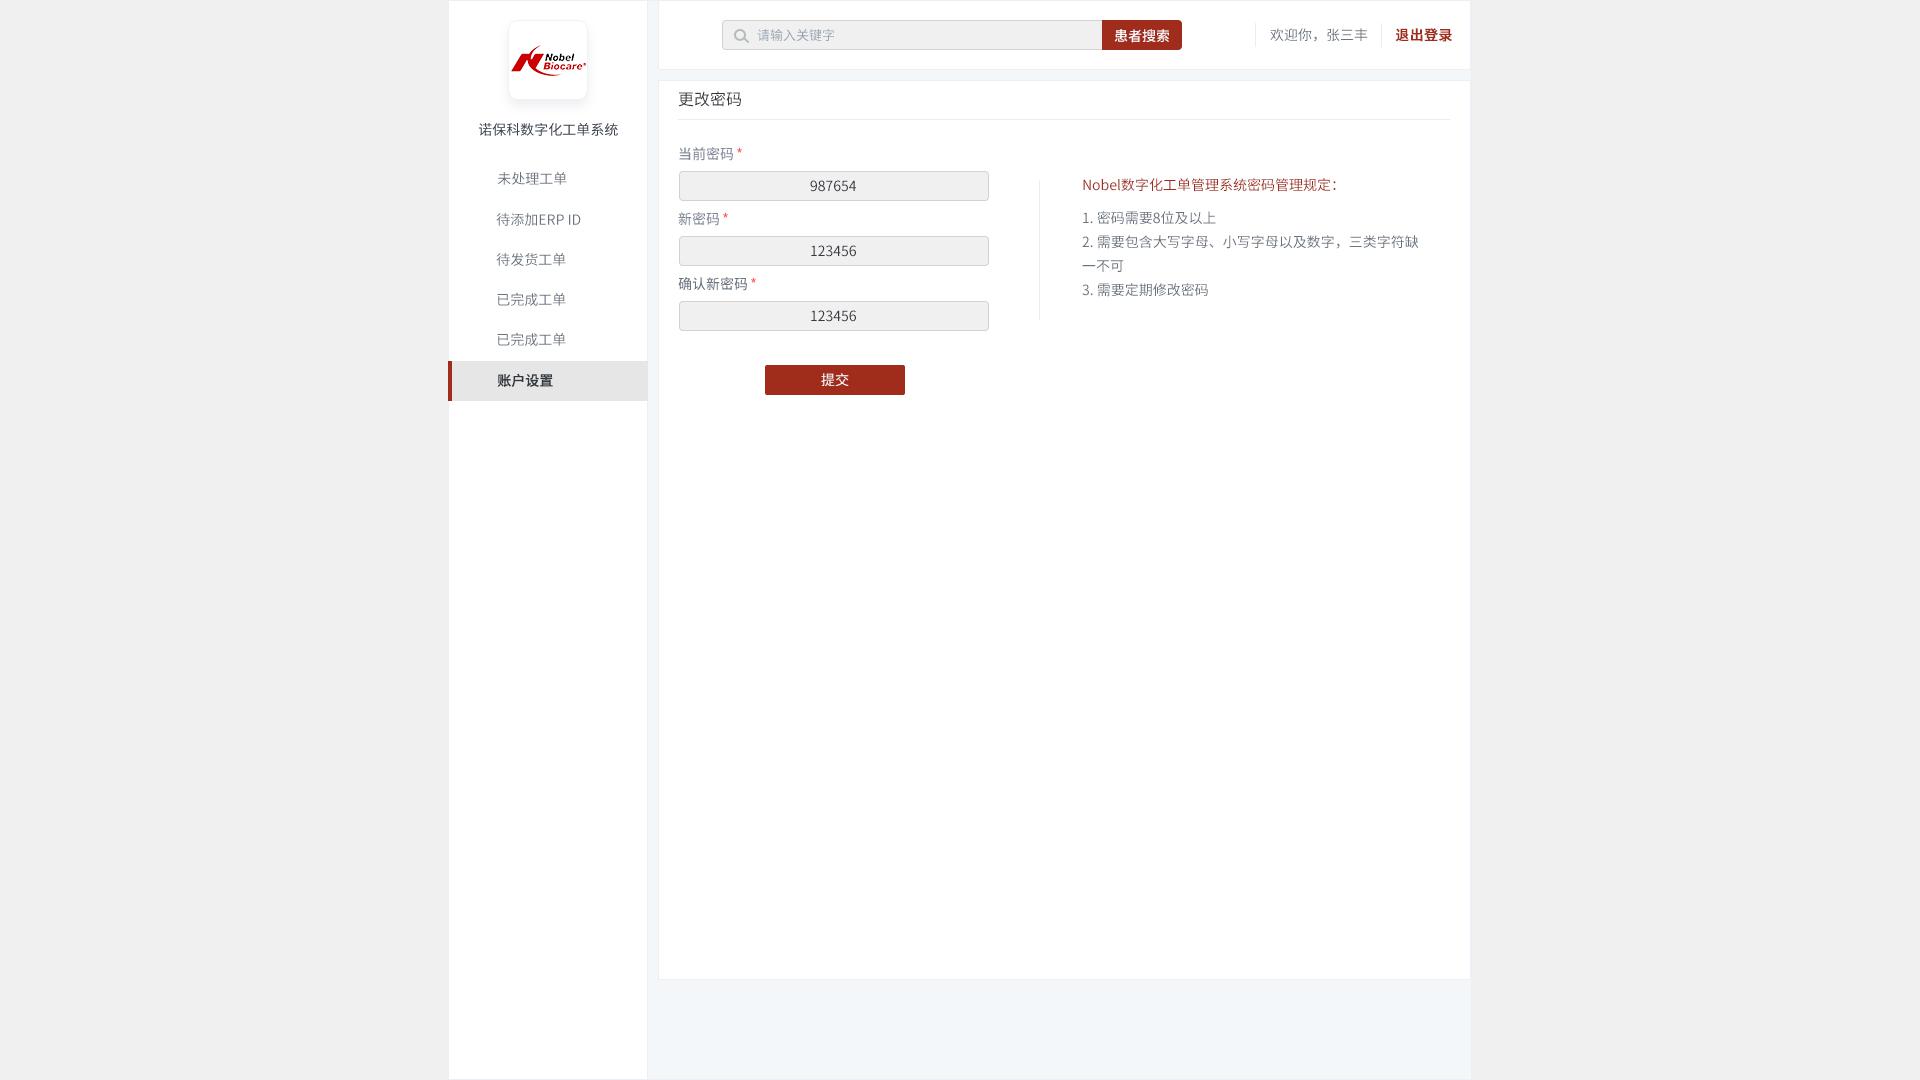 Nobel
Biocare®
诺保科数字化工单系统
未处理工单
待添加ERP ID
待发货工单
已完成工单
已完成工单
账户设置
请输入关键字
患者搜索
欢迎你，张三丰
退出登录
更改密码
当前密码 *
987654
新密码 *
123456
确认新密码 *
123456
提交
Nobel数字化工单管理系统密码管理规定：
1. 密码需要8位及以上
2. 需要包含大写字母、小写字母以及数字，三类字符缺
一不可
3. 需要定期修改密码